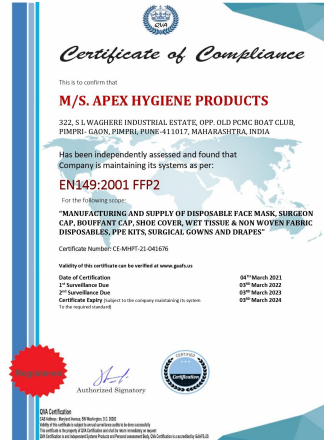 QVA
Certificate of Compliance
This is to confirm that
M/S. APEX HYGIENE PRODUCTS
322, S L WAGHERE INDUSTRIAL ESTATE, OPP. OLD PCMC BOAT CLUB,
PIMPRI- GAON, PIMPRI, PUNE-411017, MAHARASHTRA, INDIA
Has been independently assessed and found that
Company is maintaining its systems as per:
EN149:2001 FFP2
For the following scope:
"MANUFACTURING AND SUPPLY OF DISPOSABLE FACE MASK, SURGEON
CAP, BOUFFANT CAP, SHOE COVER, WET TISSUE & NON WOVEN FABRIC
DISPOSABLES, PPE KITS, SURGICAL GOWNS AND DRAPES"
Certificate Number: CE-MHPT-21-041676
Validity of this certificate can be verified at www.gaafs.us
Date of Certification 04TH March 2021
1st Surveillance Due 03RD March 2022
2nd Surveillance Due 03RD March 2023
Certificate Expiry (Subject to the company maintaining its system 03RD March 2024
To the required standard)
Authorized Signatory
CERTIFIED
Certification
QVA Certification